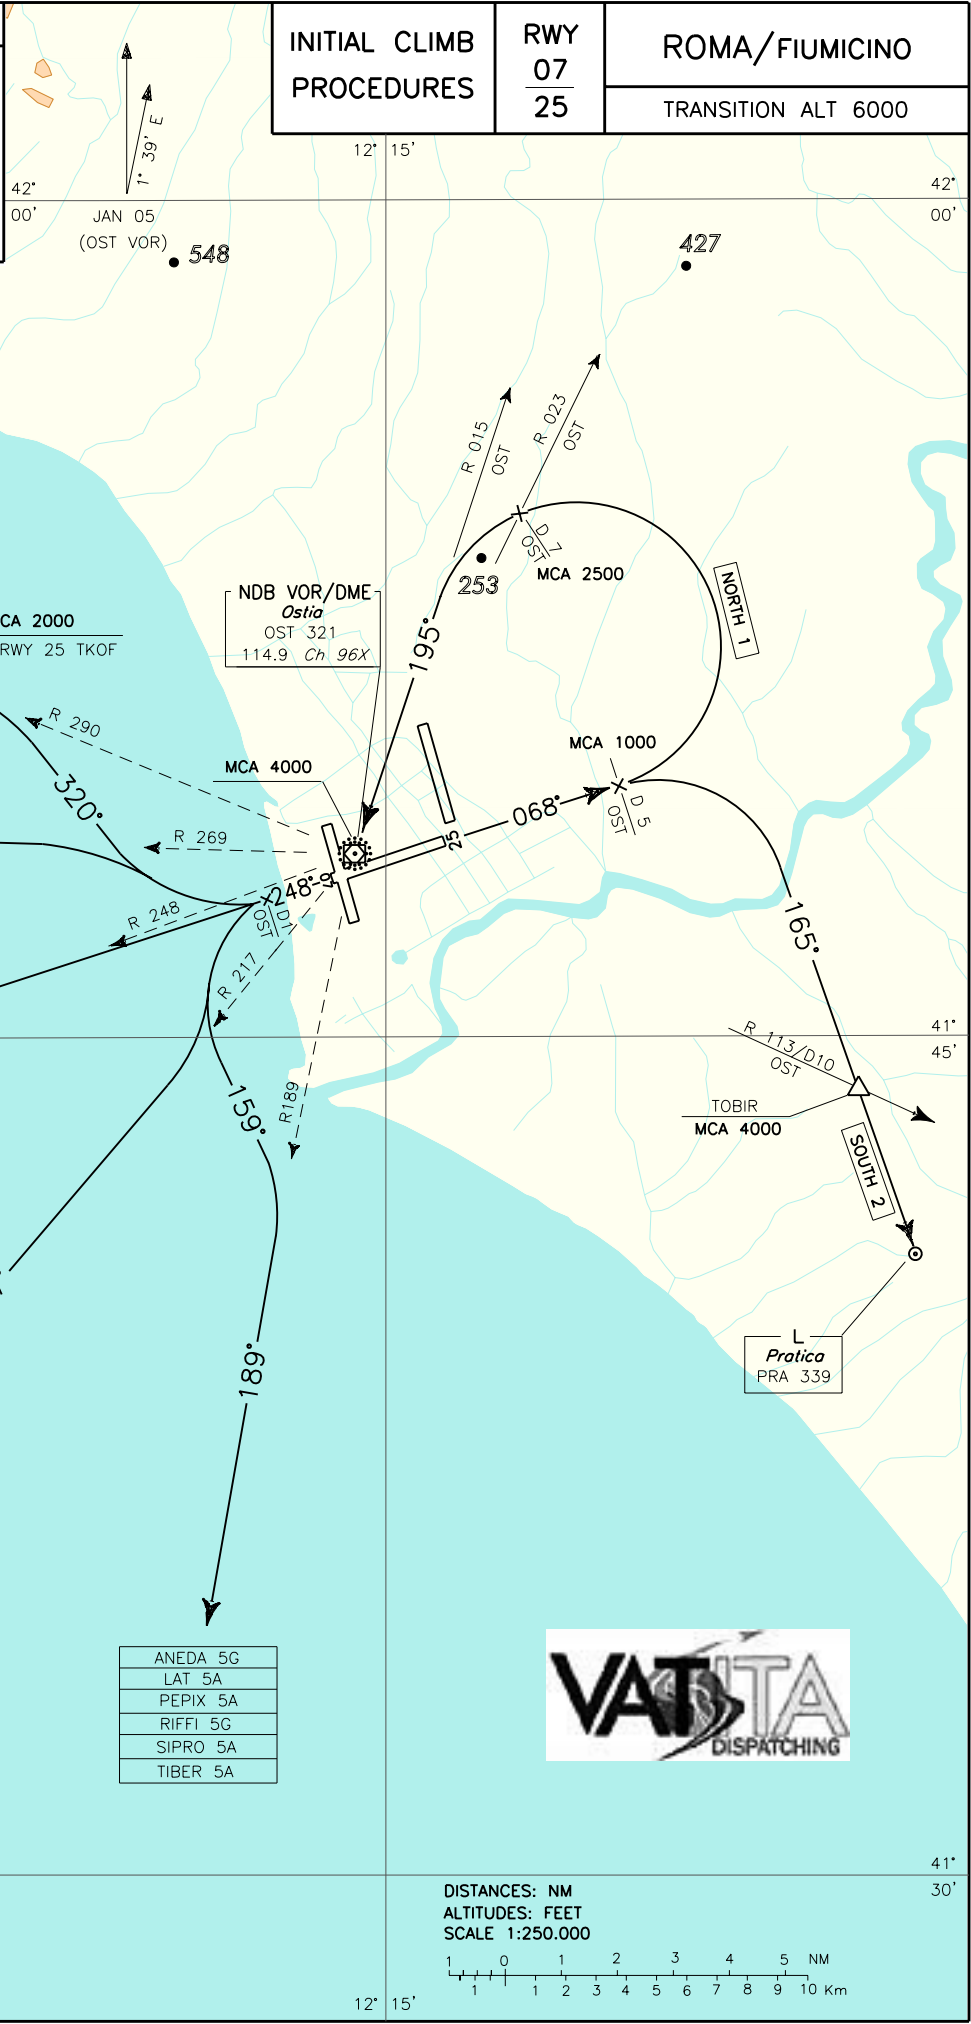 INITIAL CLIMB
PROCEDURES
RWY
07
25
ROMA/FIUMICINO
TRANSITION ALT 6000
1° 39' E
12° 15'
42°
00'
42°
00'
JAN 05
(OST VOR)
548
427
R 015
OST
R 023
OST
D 7
OST
MCA 2500
253
NORTH 1
NDB VOR/DME
Ostia
OST 321
114.9 Ch 96X
CA 2000
RWY 25 TKOF
195°
R 290
MCA 1000
MCA 4000
320°
D 5
OST
068°
R 269
25
07
248°
D1
OST
R 248
165°
R 217
41°
45'
R 113/D10
OST
159°
R189
TOBIR
MCA 4000
SOUTH 2
L
Pratica
PRA 339
189°
ANEDA 5G
LAT 5A
PEPIX 5A
RIFFI 5G
SIPRO 5A
TIBER 5A
VATITA
DISPATCHING
41°
30'
DISTANCES: NM
ALTITUDES: FEET
SCALE 1:250.000
1 0 1 2 3 4 5 NM
1 1 2 3 4 5 6 7 8 9 10 Km
12° 15'